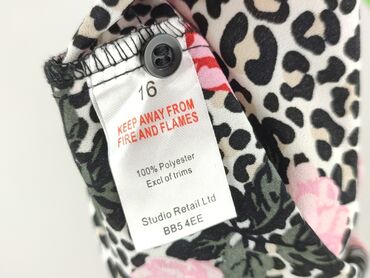 16
KEEP AWAY FROM
FIRE AND FLAMES
100% Polyester
Excl of trims
Studio Retail Ltd
BB5 4EE